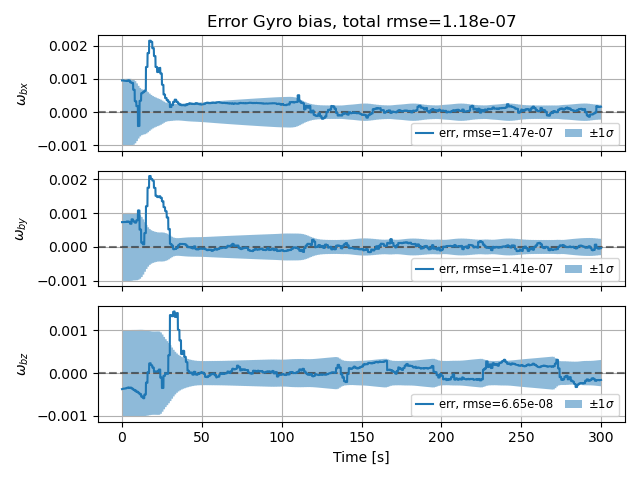 Error Gyro bias, total rmse=1.18e-07
0.002
0.001
0.000
−0.001
ω_bx
err, rmse=1.47e-07 ±1σ
0.002
0.001
0.000
−0.001
ω_by
err, rmse=1.41e-07 ±1σ
0.001
0.000
−0.001
ω_bz
err, rmse=6.65e-08 ±1σ
0 50 100 150 200 250 300
Time [s]